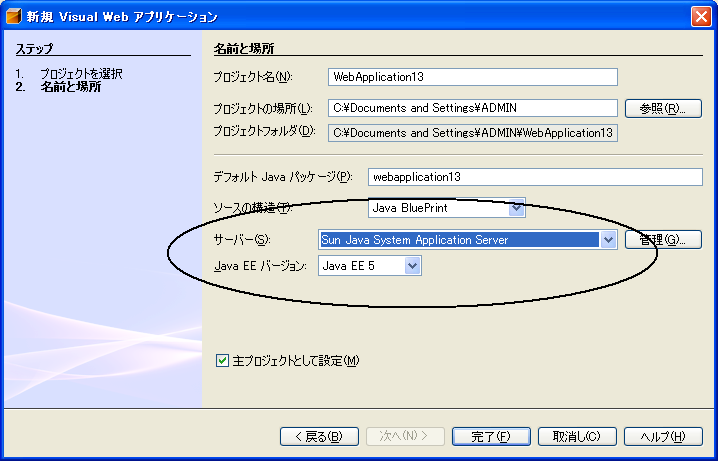 新規 Visual Web アプリケーション
ステップ
1. プロジェクトを選択
2. 名前と場所
名前と場所
プロジェクト名(N): WebApplication13
プロジェクトの場所(L): C:¥Documents and Settings¥ADMIN 参照(R)...
プロジェクトフォルダ(D): C:¥Documents and Settings¥ADMIN¥WebApplication13
デフォルト Java パッケージ(P): webapplication13
ソースの構造(T): Java BluePrint
サーバー(S): Sun Java System Application Server 管理(G)...
Java EE バージョン: Java EE 5
主プロジェクトとして設定(M)
< 戻る(B) 次へ(N) > 完了(F) 取消し(C) ヘルプ(H)